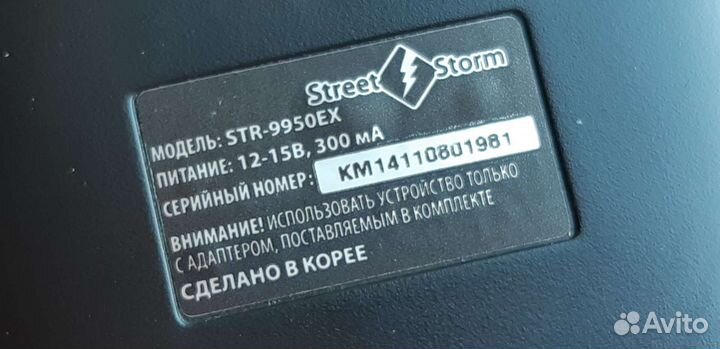 Street Storm
МОДЕЛЬ: STR-9950EX
ПИТАНИЕ: 12-15В, 300 мА
СЕРИЙНЫЙ НОМЕР: KM14110801981
ВНИМАНИЕ! ИСПОЛЬЗОВАТЬ УСТРОЙСТВО ТОЛЬКО
С АДАПТЕРОМ, ПОСТАВЛЯЕМЫМ В КОМПЛЕКТЕ
СДЕЛАНО В КОРЕЕ
Avito